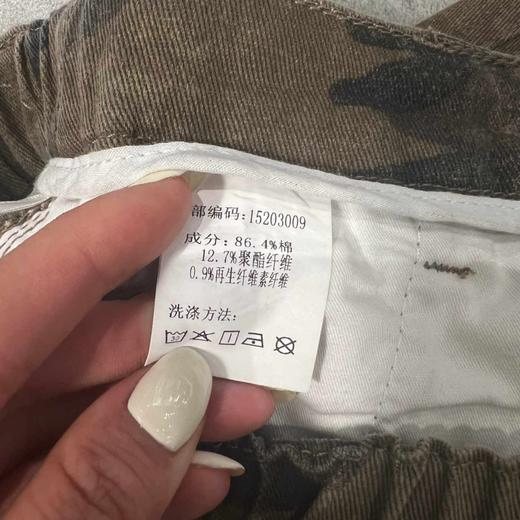 部编码: 15203009
成分: 86.4%棉
12.7%聚酯纤维
0.9%再生纤维素纤维
洗涤方法: